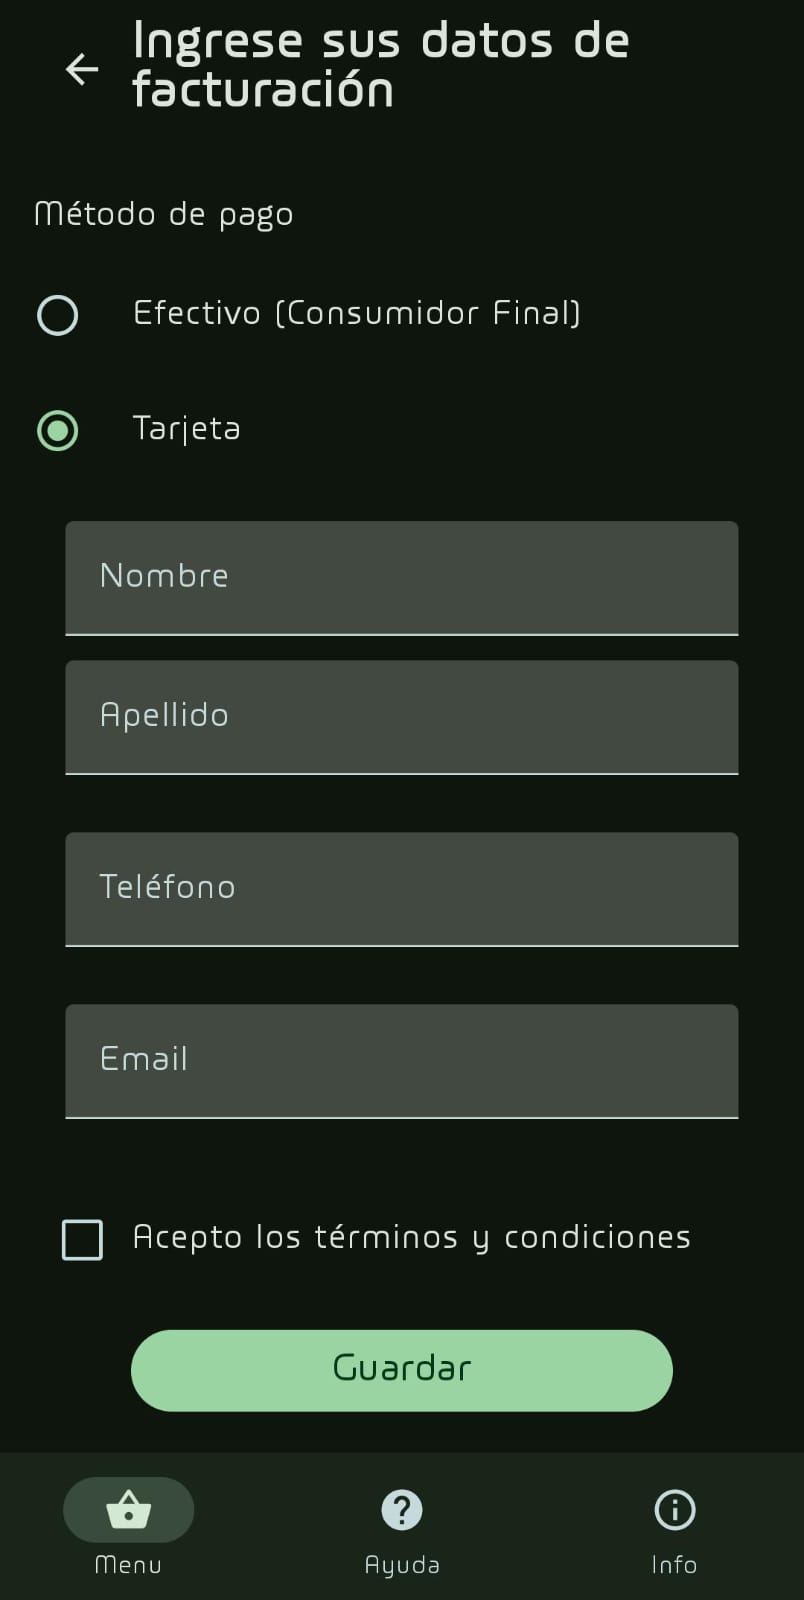 Ingrese sus datos de
facturación
Método de pago
Efectivo (Consumidor Final)
Tarjeta
Nombre
Apellido
Teléfono
Email
Acepto los términos y condiciones
Guardar
Menu
Ayuda
Info